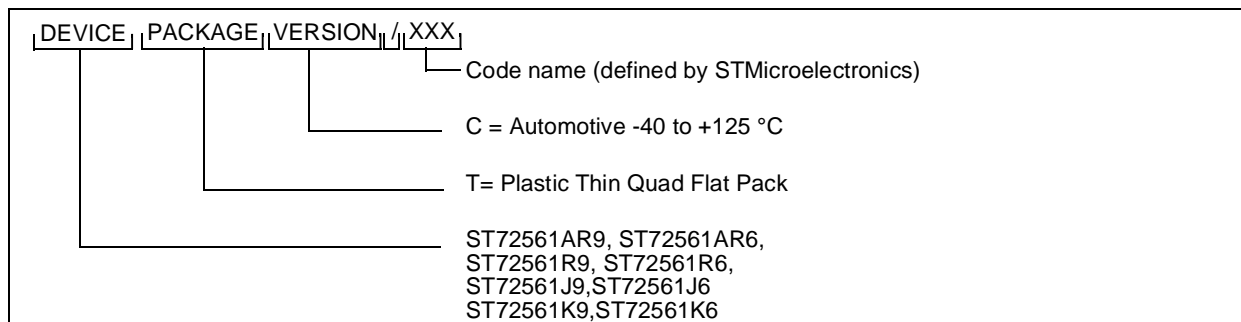 DEVICE PACKAGE VERSION / XXX
Code name (defined by STMicroelectronics)
C = Automotive -40 to +125 °C
T= Plastic Thin Quad Flat Pack
ST72561AR9, ST72561AR6,
ST72561R9, ST72561R6,
ST72561J9,ST72561J6
ST72561K9,ST72561K6